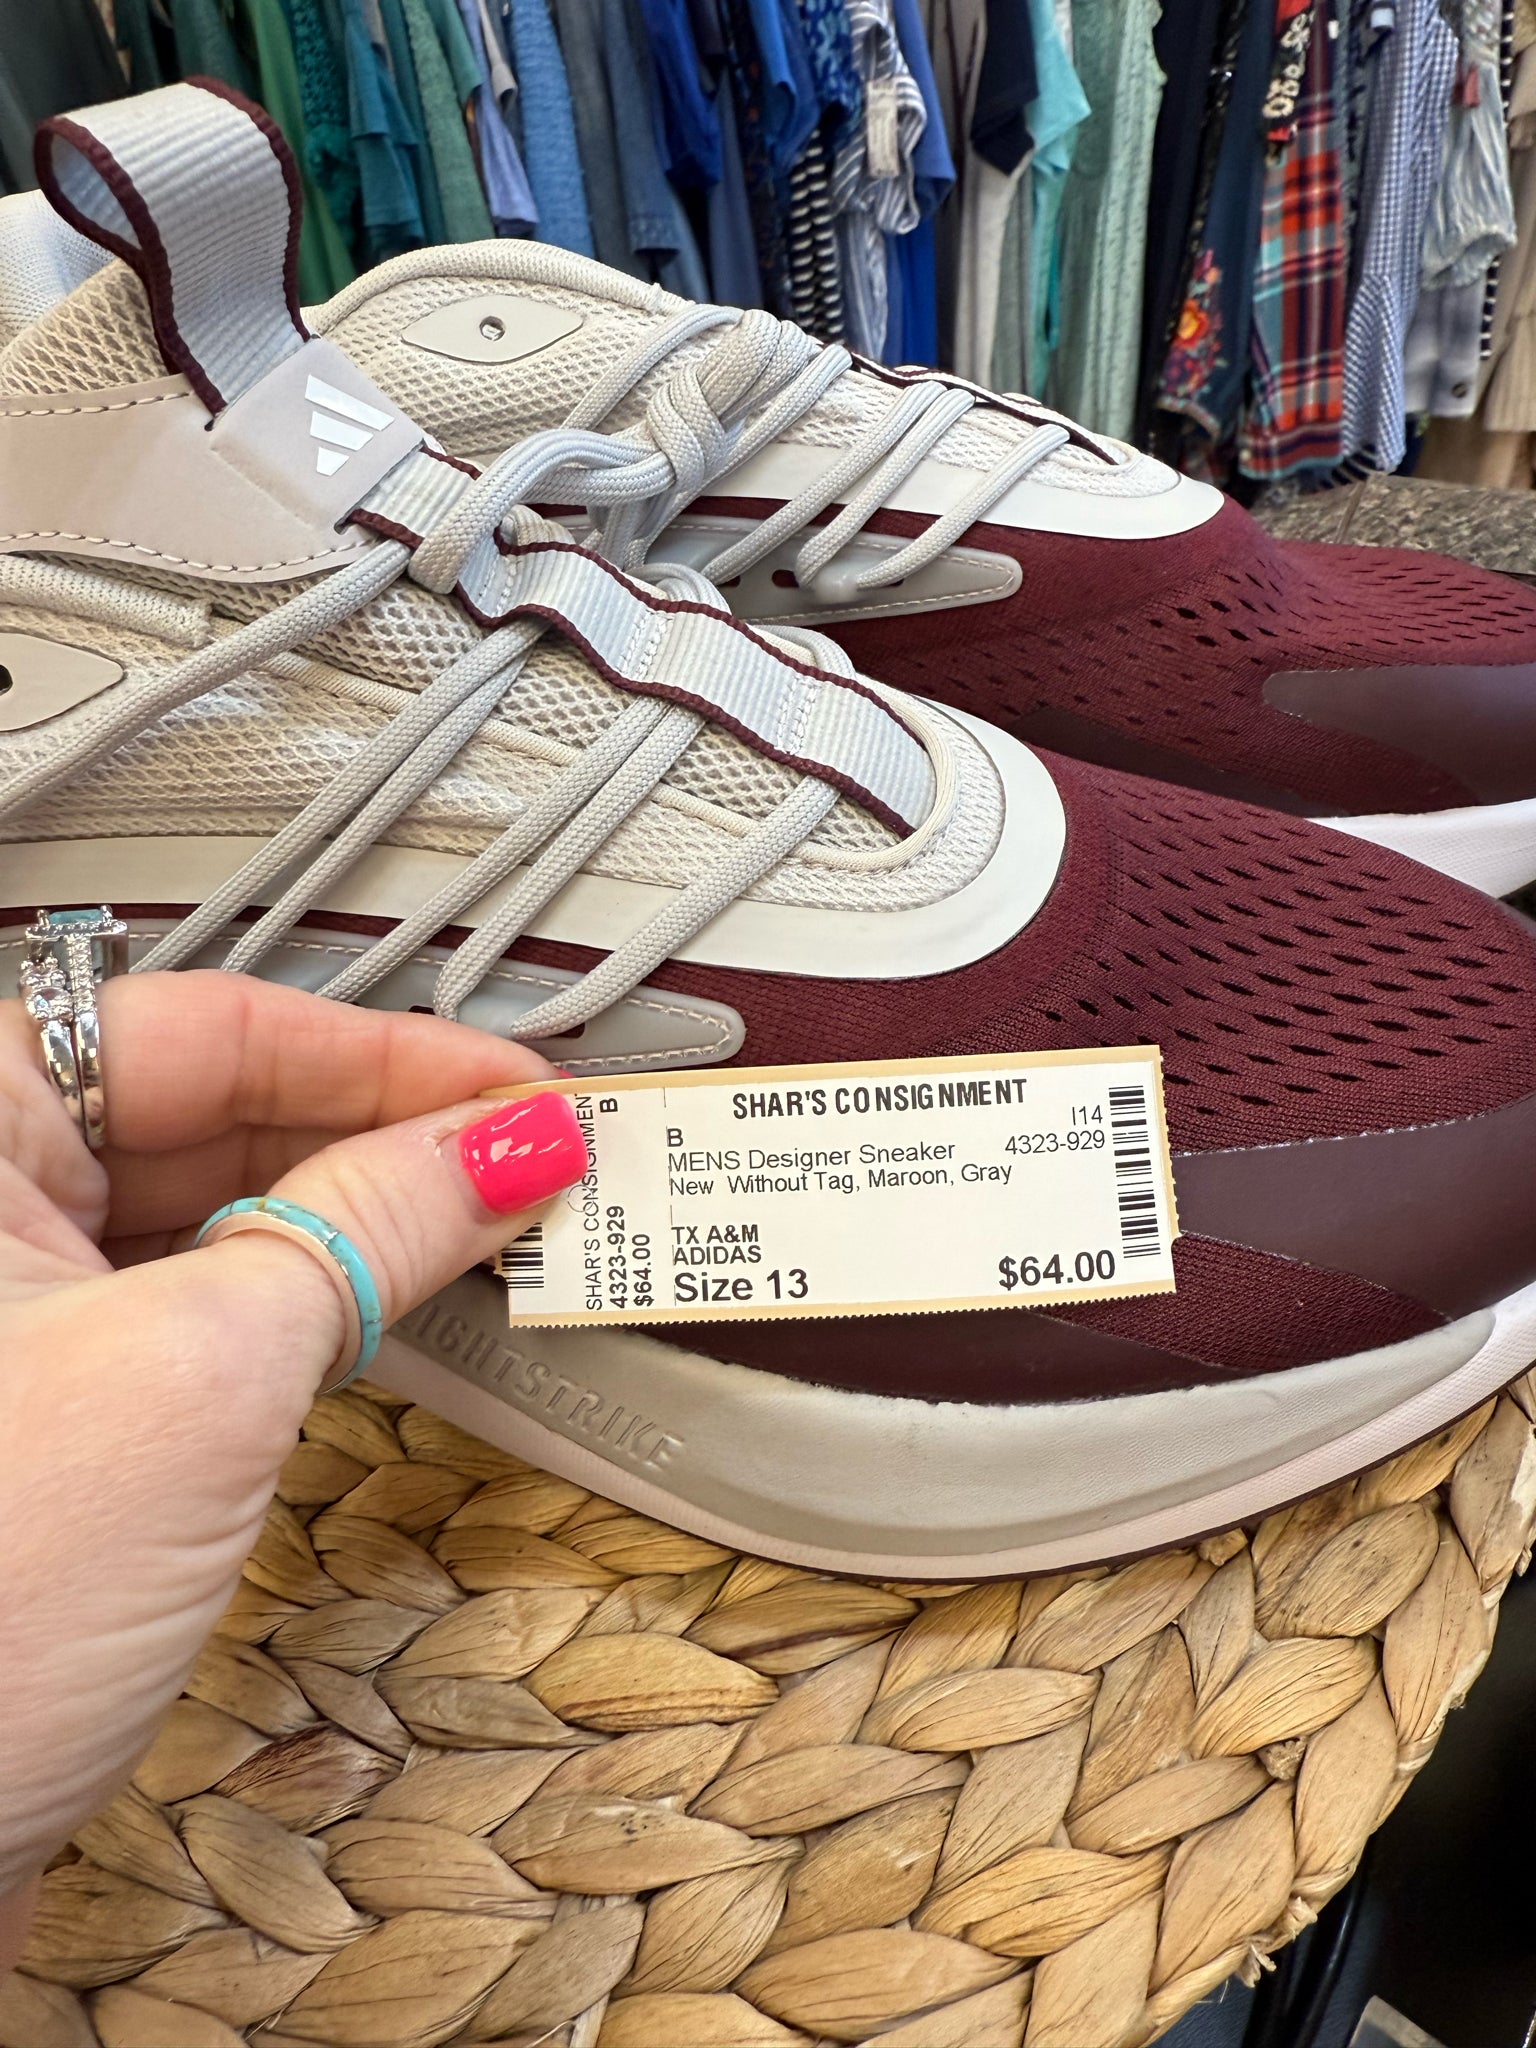 SHAR'S CONSIGNMENT
I14
B
4323-929
MENS Designer Sneaker
New Without Tag, Maroon, Gray
TX A&M
ADIDAS
Size 13
$64.00
B
SHAR'S CONSIGNMEN
4323-929
$64.00
LIGHTSTRIKE